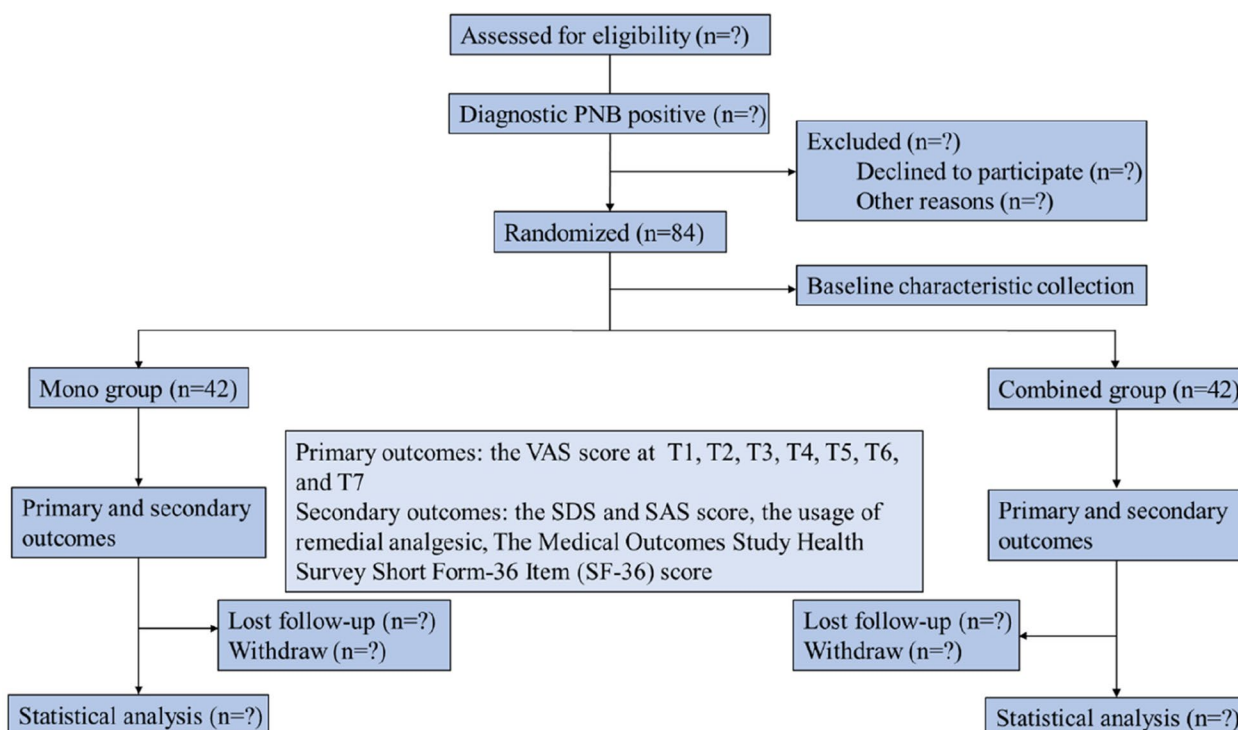 Assessed for eligibility (n=?)
Diagnostic PNB positive (n=?)
Excluded (n=?)
Declined to participate (n=?)
Other reasons (n=?)
Randomized (n=84)
Baseline characteristic collection
Mono group (n=42)
Combined group (n=42)
Primary outcomes: the VAS score at T1, T2, T3, T4, T5, T6,
and T7
Secondary outcomes: the SDS and SAS score, the usage of
remedial analgesic, The Medical Outcomes Study Health
Survey Short Form-36 Item (SF-36) score
Primary and secondary
outcomes
Primary and secondary
outcomes
Lost follow-up (n=?)
Withdraw (n=?)
Lost follow-up (n=?)
Withdraw (n=?)
Statistical analysis (n=?)
Statistical analysis (n=?)